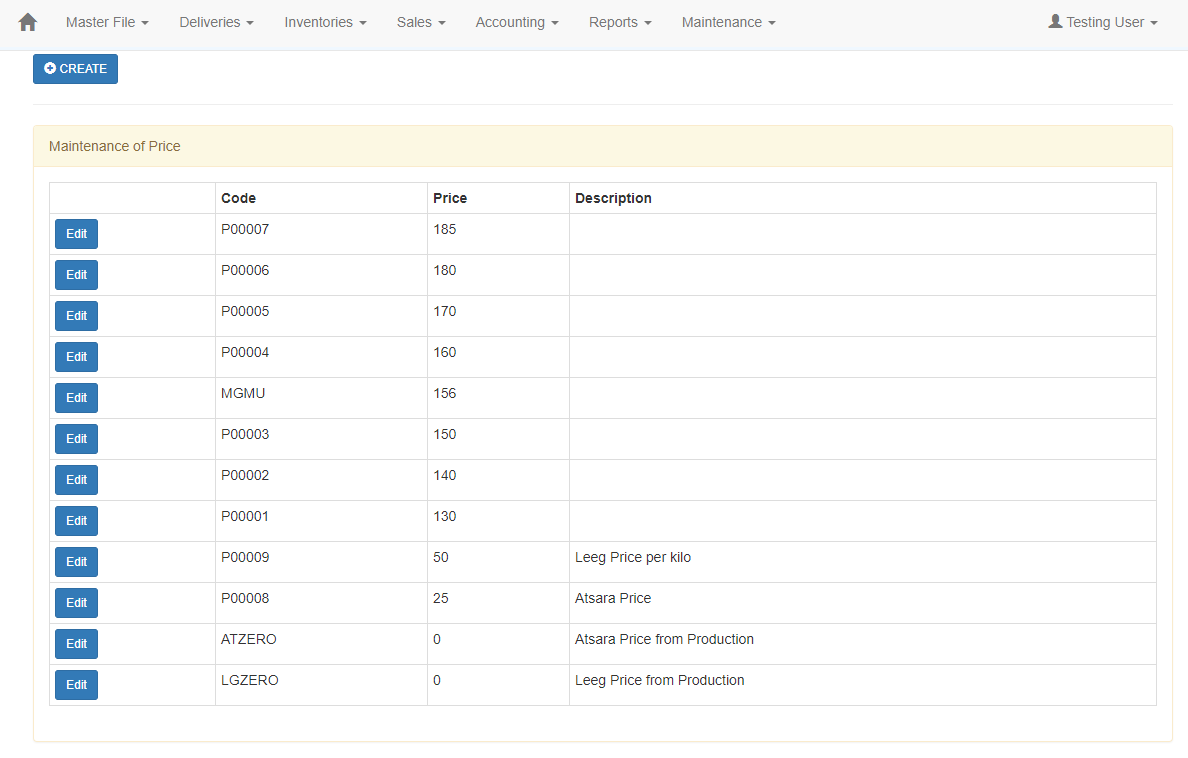 Master File Deliveries Inventories Sales Accounting Reports Maintenance Testing User
CREATE
Maintenance of Price
Code Price Description
Edit P00007 185
Edit P00006 180
Edit P00005 170
Edit P00004 160
Edit MGMU 156
Edit P00003 150
Edit P00002 140
Edit P00001 130
Edit P00009 50 Leeg Price per kilo
Edit P00008 25 Atsara Price
Edit ATZERO 0 Atsara Price from Production
Edit LGZERO 0 Leeg Price from Production